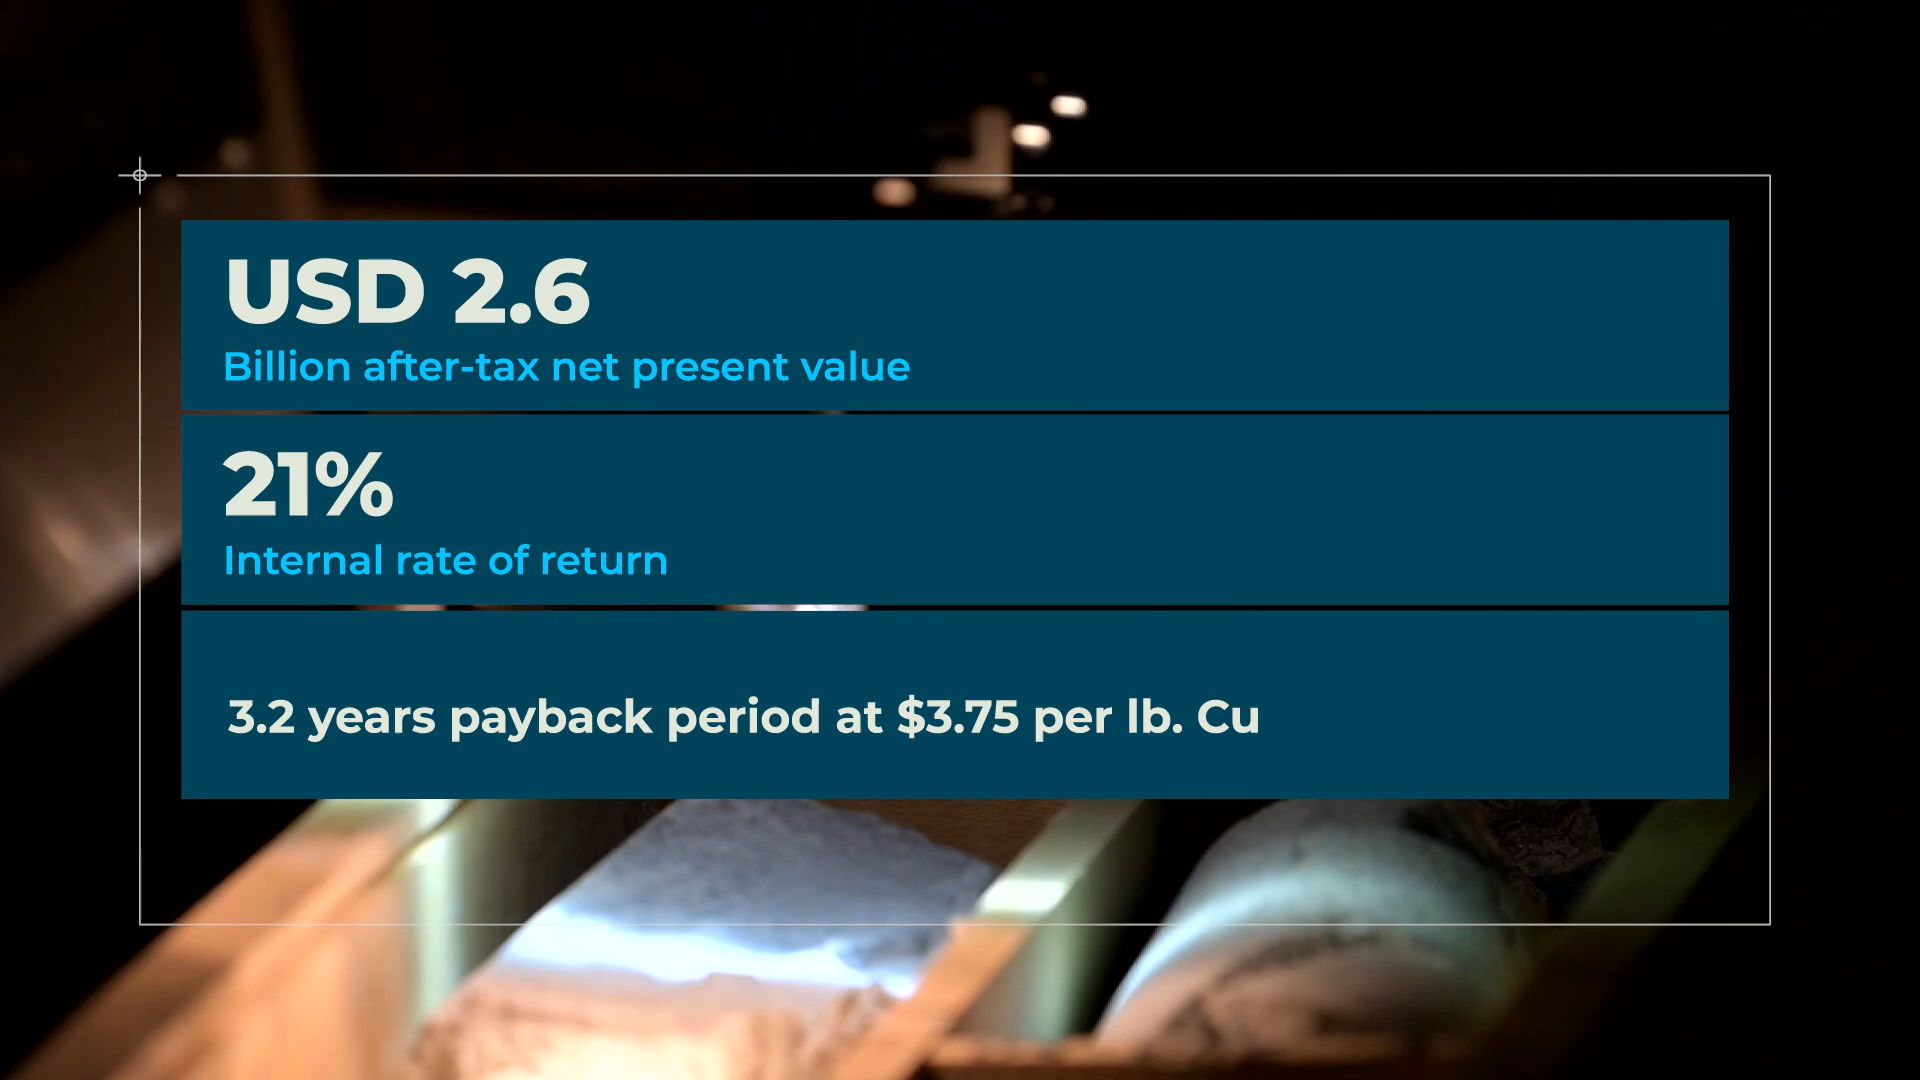 USD 2.6
Billion after-tax net present value
21%
Internal rate of return
3.2 years payback period at $3.75 per lb. Cu